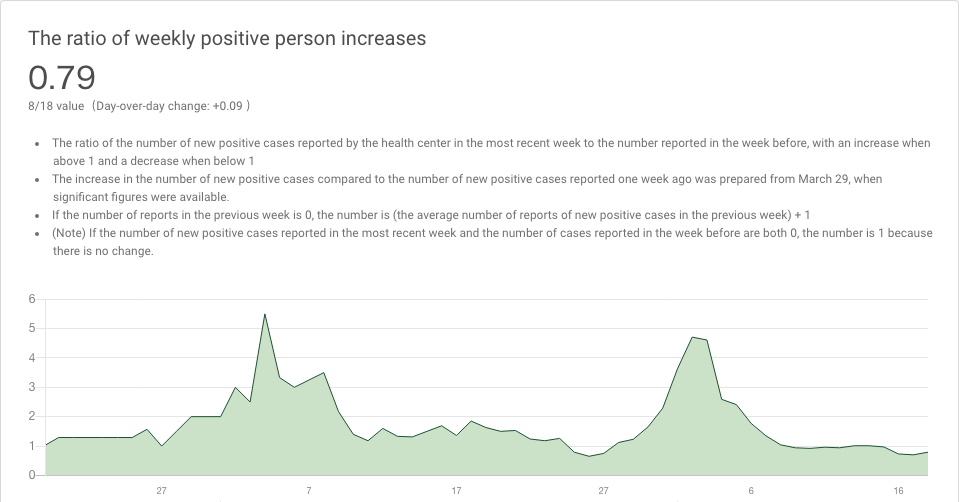 The ratio of weekly positive person increases
0.79
8/18 value （Day-over-day change: +0.09 ）
• The ratio of the number of new positive cases reported by the health center in the most recent week to the number reported in the week before, with an increase when
above 1 and a decrease when below 1
• The increase in the number of new positive cases compared to the number of new positive cases reported one week ago was prepared from March 29, when
significant figures were available.
• If the number of reports in the previous week is 0, the number is (the average number of reports of new positive cases in the previous week) + 1
• (Note) If the number of new positive cases reported in the most recent week and the number of cases reported in the week before are both 0, the number is 1 because
there is no change.
6
5
4
3
2
1
0
27 7 17 27 6 16